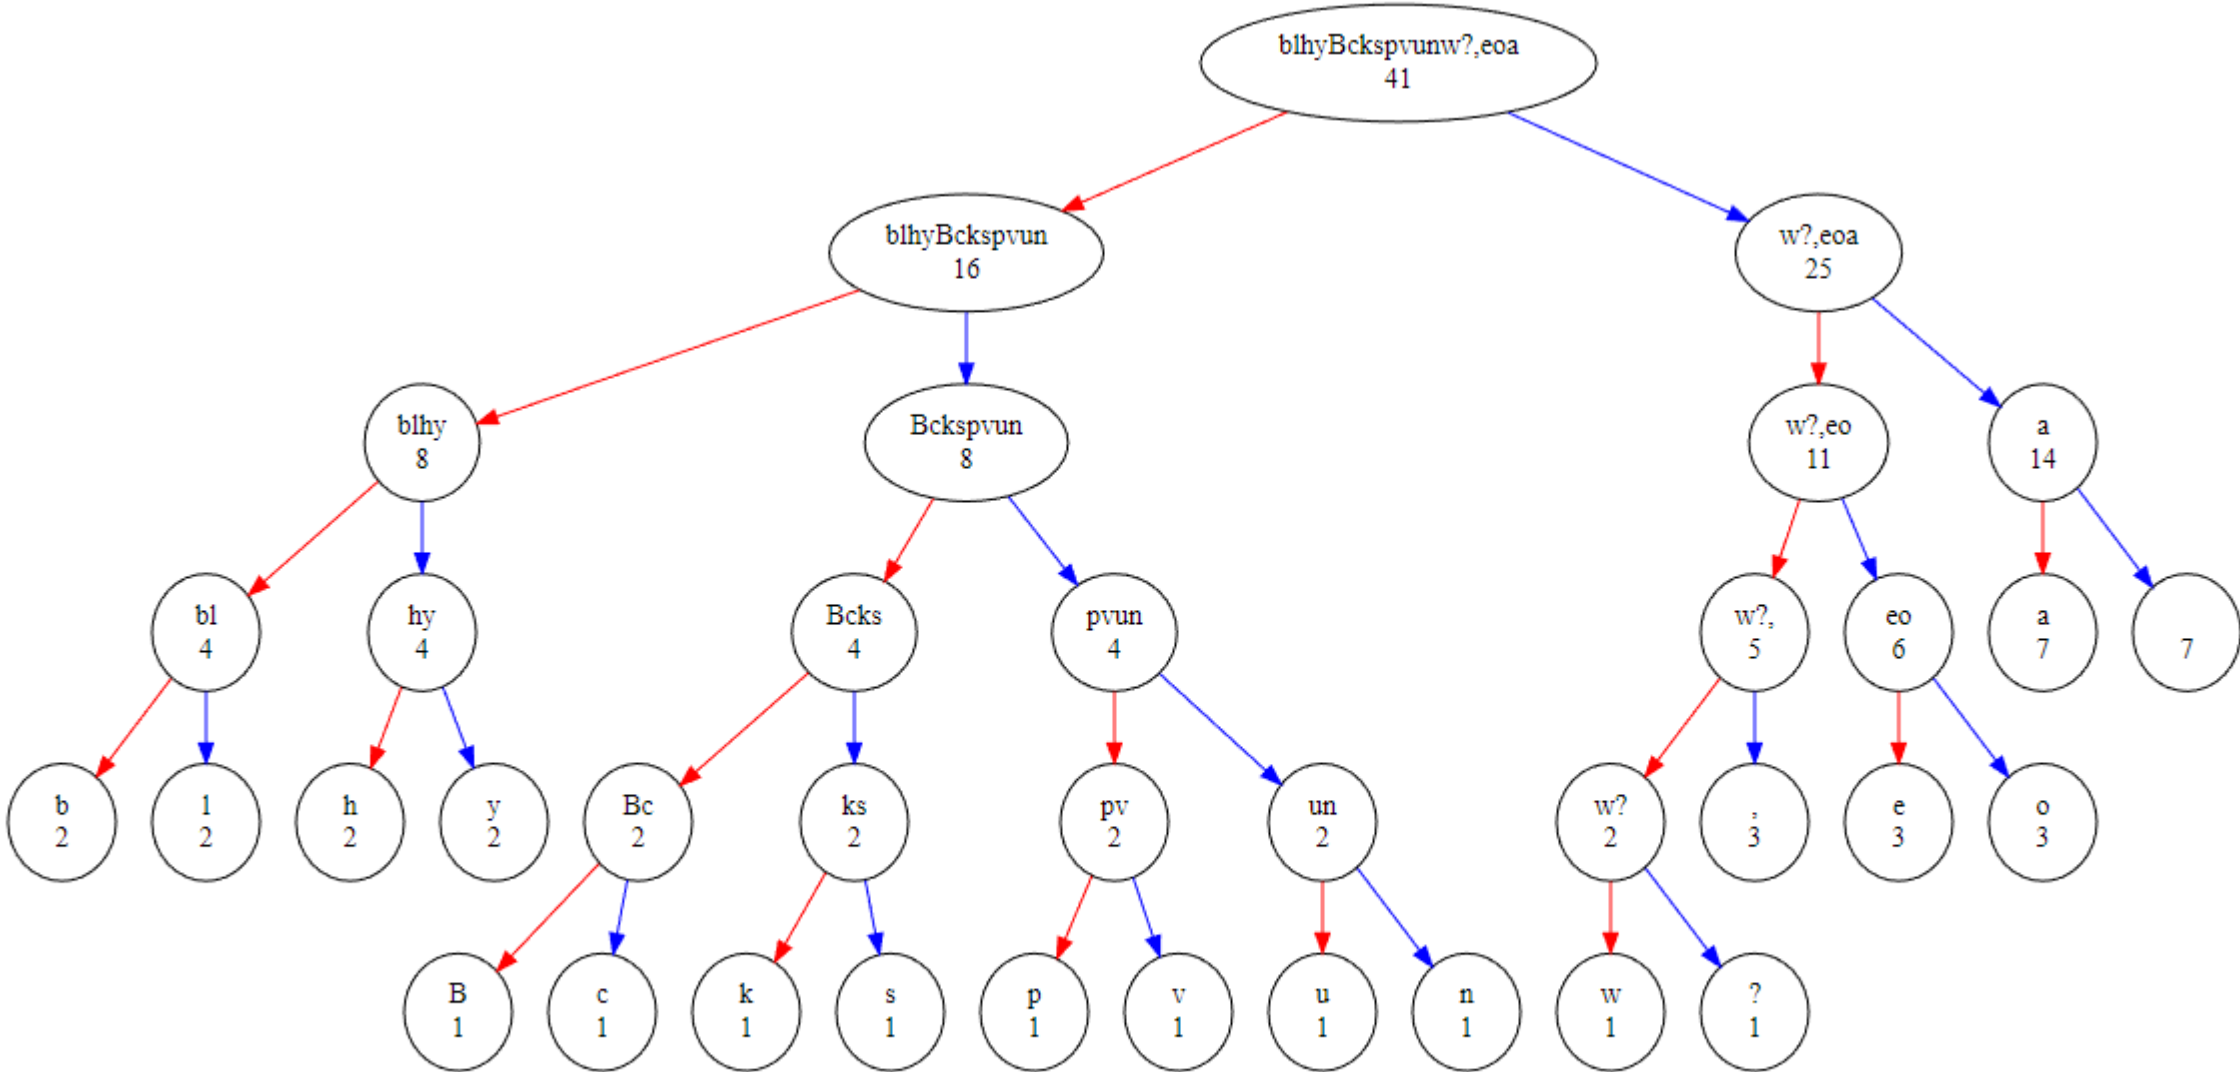 blhyBckspvunw?,eoa
41
blhyBckspvun
16
w?,eoa
25
blhy
8
Bckspvun
8
w?,eo
11
a
14
bl
4
hy
4
Bcks
4
pvun
4
w?,
5
eo
6
a
7
7
b
2
l
2
h
2
y
2
Bc
2
ks
2
pv
2
un
2
w?
2
,
3
e
3
o
3
B
1
c
1
k
1
s
1
p
1
v
1
u
1
n
1
w
1
?
1